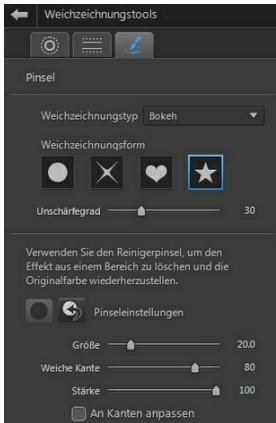 Weichzeichnungstools
Pinsel
Weichzeichnungstyp Bokeh
Weichzeichnungsform
Unschärfegrad 30
Verwenden Sie den Reinigerpinsel, um den
Effekt aus einem Bereich zu löschen und die
Originalfarbe wiederherzustellen.
Pinseleinstellungen
Größe 20.0
Weiche Kante 80
Stärke 100
An Kanten anpassen